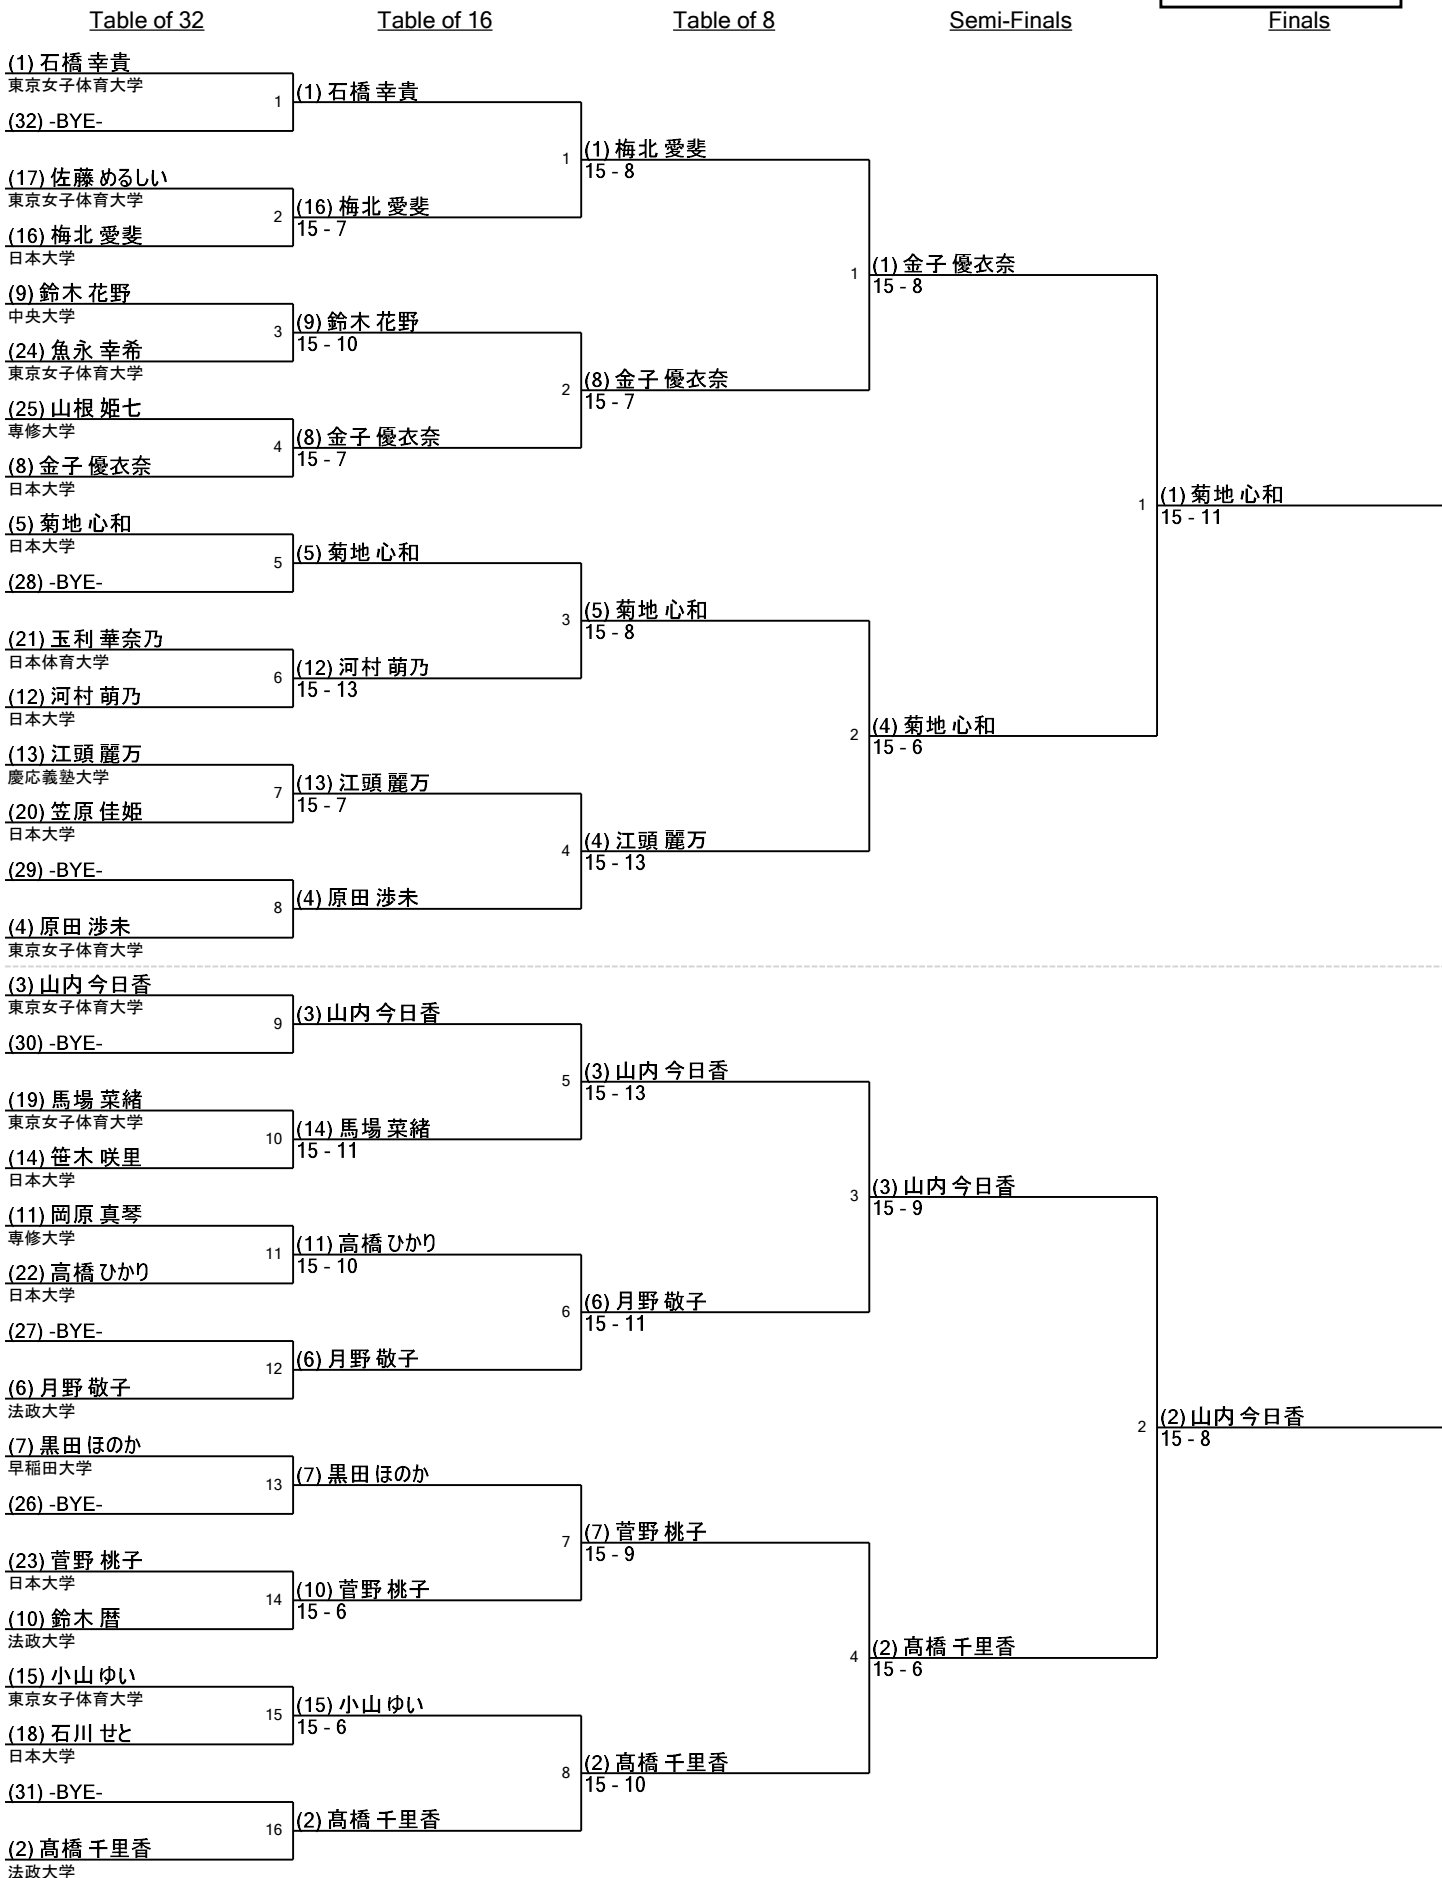 Table of 32
Table of 16
Table of 8
Semi-Finals
Finals
(1) 石橋 幸貴
東京女子体育大学
1
(32) -BYE-
(17) 佐藤 めるしい
東京女子体育大学
2
(16) 梅北 愛斐
日本大学
(9) 鈴木 花野
中央大学
3
(24) 魚永 幸希
東京女子体育大学
(25) 山根 姫七
専修大学
4
(8) 金子 優衣奈
日本大学
(5) 菊地 心和
日本大学
5
(28) -BYE-
(21) 玉利 華奈乃
日本体育大学
6
(12) 河村 萌乃
日本大学
(13) 江頭 麗万
慶応義塾大学
7
(20) 笠原 佳姫
日本大学
(29) -BYE-
8
(4) 原田 渉未
東京女子体育大学
(3) 山内 今日香
東京女子体育大学
9
(30) -BYE-
(19) 馬場 菜緒
東京女子体育大学
10
(14) 笹木 咲里
日本大学
(11) 岡原 真琴
専修大学
11
(22) 高橋 ひかり
日本大学
(27) -BYE-
12
(6) 月野 敬子
法政大学
(7) 黒田 ほのか
早稲田大学
13
(26) -BYE-
(23) 菅野 桃子
日本大学
14
(10) 鈴木 暦
法政大学
(15) 小山 ゆい
東京女子体育大学
15
(18) 石川 せと
日本大学
(31) -BYE-
16
(2) 髙橋 千里香
法政大学
(1) 石橋 幸貴
1
(16) 梅北 愛斐
15 - 7
(9) 鈴木 花野
15 - 10
2
(8) 金子 優衣奈
15 - 7
(5) 菊地 心和
3
(12) 河村 萌乃
15 - 13
(13) 江頭 麗万
15 - 7
4
(4) 原田 渉未
(3) 山内 今日香
5
(14) 馬場 菜緒
15 - 11
(11) 高橋 ひかり
15 - 10
6
(6) 月野 敬子
(7) 黒田 ほのか
7
(10) 菅野 桃子
15 - 6
(15) 小山 ゆい
15 - 6
8
(2) 髙橋 千里香
(1) 梅北 愛斐
15 - 8
1
(8) 金子 優衣奈
15 - 7
(5) 菊地 心和
15 - 8
2
(4) 江頭 麗万
15 - 13
(3) 山内 今日香
15 - 13
3
(6) 月野 敬子
15 - 11
(7) 菅野 桃子
15 - 9
4
(2) 髙橋 千里香
15 - 10
(1) 金子 優衣奈
15 - 8
1
(4) 菊地 心和
15 - 6
(3) 山内 今日香
15 - 9
2
(2) 髙橋 千里香
15 - 6
(1) 菊地 心和
15 - 11
(2) 山内 今日香
15 - 8